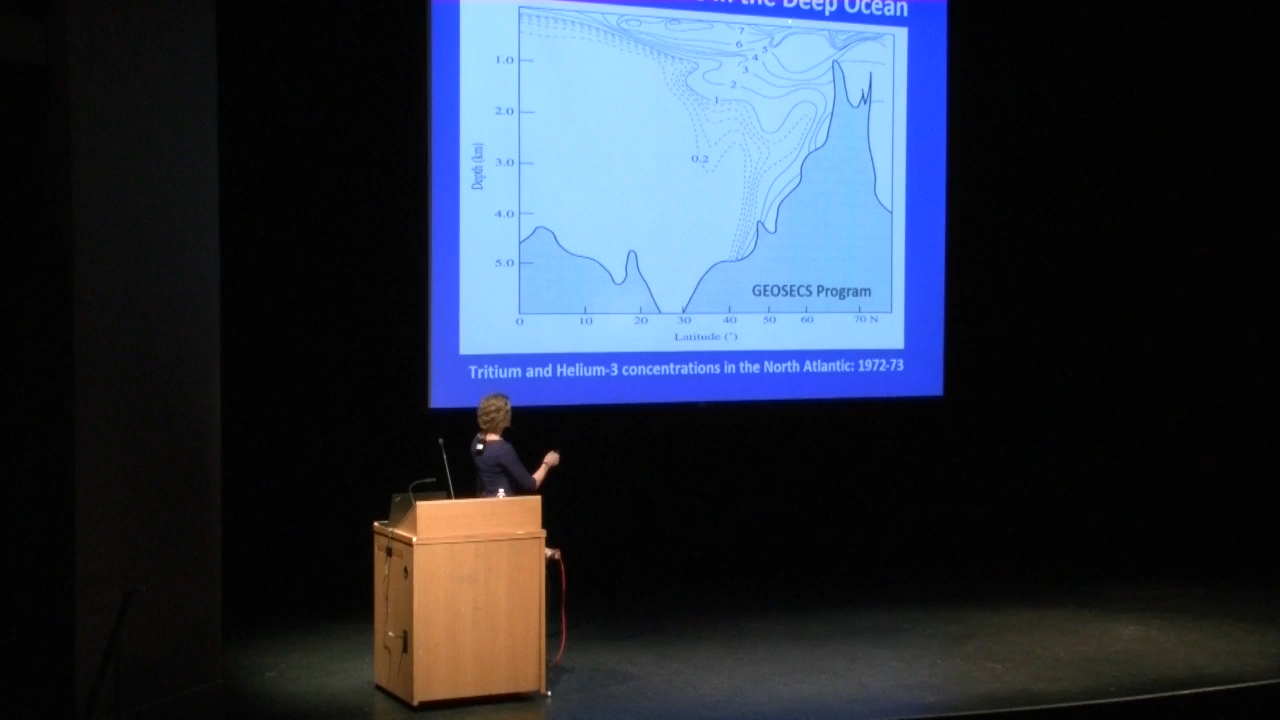 in the Deep Ocean
7
6
5
4
3
2
1
0.2
1.0
2.0
3.0
4.0
5.0
Depth (km)
GEOSECS Program
0 10 20 30 40 50 60 70 N
Latitude (°)
Tritium and Helium-3 concentrations in the North Atlantic: 1972-73